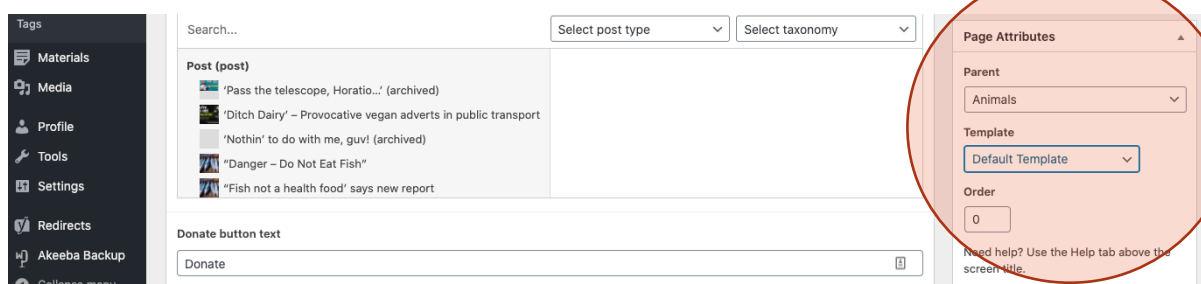 Tags
Materials
Media
Profile
Tools
Settings
Redirects
Akeeba Backup
Collapse menu
Search...
Select post type
Select taxonomy
Post (post)
‘Pass the telescope, Horatio...’ (archived)
‘Ditch Dairy’ – Provocative vegan adverts in public transport
‘Nothin’ to do with me, guv! (archived)
“Danger – Do Not Eat Fish”
“Fish not a health food’ says new report
Donate button text
Donate
Page Attributes
Parent
Animals
Template
Default Template
Order
0
Need help? Use the Help tab above the
screen title.